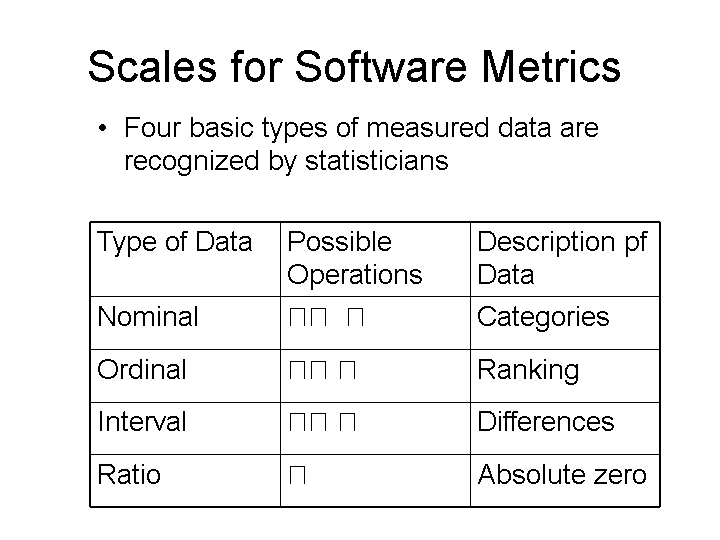 Scales for Software Metrics
• Four basic types of measured data are
recognized by statisticians
Type of Data
Possible
Operations
Description pf
Data
Nominal
Categories
Ordinal
Ranking
Interval
Differences
Ratio
Absolute zero